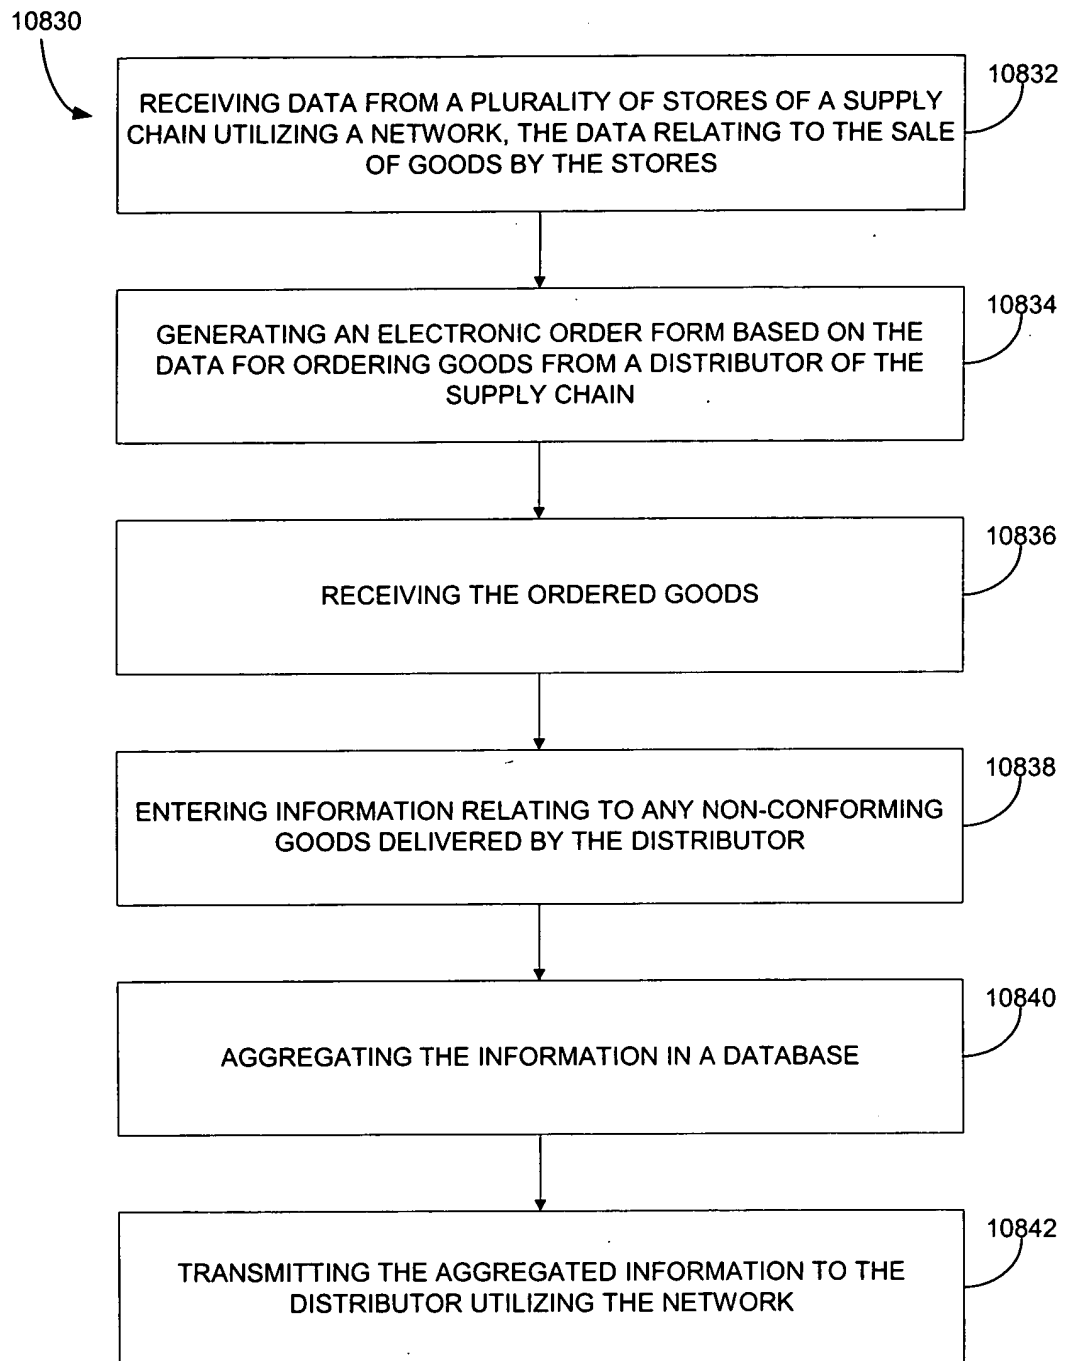 10830
10832
RECEIVING DATA FROM A PLURALITY OF STORES OF A SUPPLY
CHAIN UTILIZING A NETWORK, THE DATA RELATING TO THE SALE
OF GOODS BY THE STORES
10834
GENERATING AN ELECTRONIC ORDER FORM BASED ON THE
DATA FOR ORDERING GOODS FROM A DISTRIBUTOR OF THE
SUPPLY CHAIN
10836
RECEIVING THE ORDERED GOODS
10838
ENTERING INFORMATION RELATING TO ANY NON-CONFORMING
GOODS DELIVERED BY THE DISTRIBUTOR
10840
AGGREGATING THE INFORMATION IN A DATABASE
10842
TRANSMITTING THE AGGREGATED INFORMATION TO THE
DISTRIBUTOR UTILIZING THE NETWORK